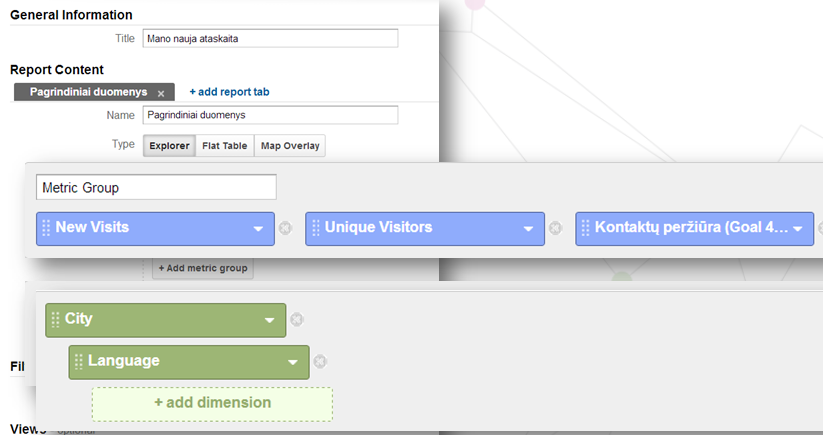 General Information
Title Mano nauja ataskaita
Report Content
Pagrindiniai duomenys x + add report tab
Name Pagrindiniai duomenys
Type Explorer Flat Table Map Overlay
Metric Group
New Visits Unique Visitors Kontaktų peržiūra (Goal 4...
+ Add metric group
City
Language
Fil
+ add dimension
Views optional